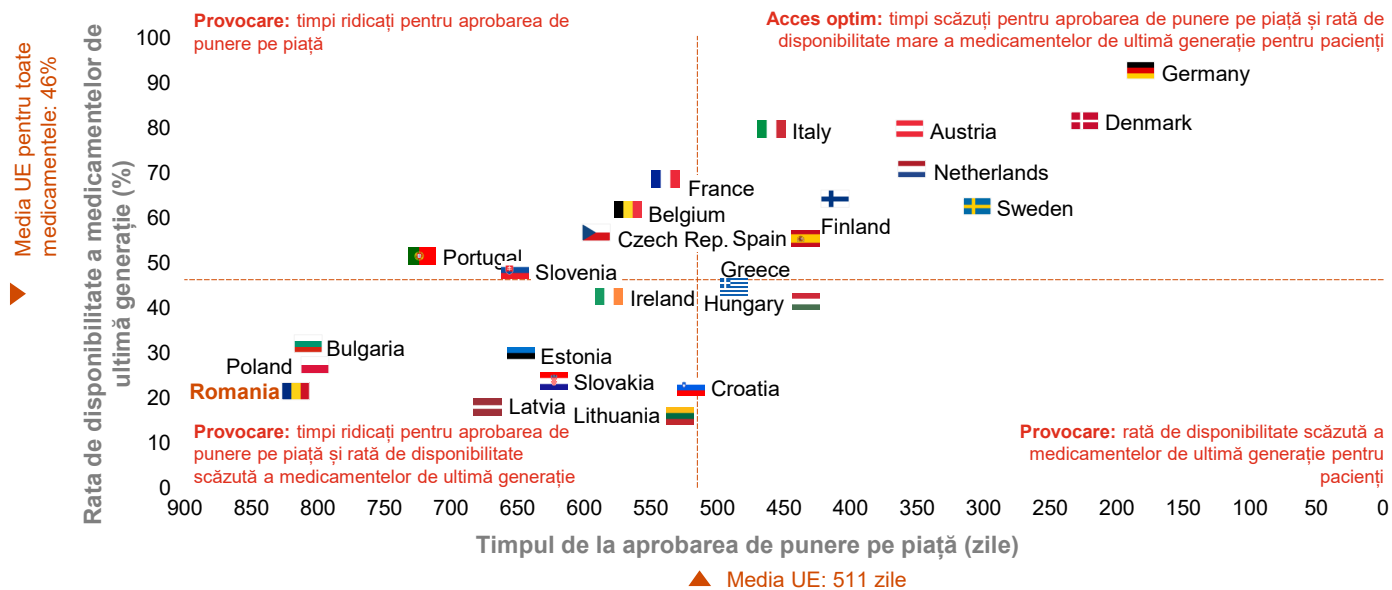 Provocare: timpi ridicați pentru aprobarea de
punere pe piață
Acces optim: timpi scăzuți pentru aprobarea de punere pe piață și rată de
disponibilitate mare a medicamentelor de ultimă generație pentru pacienți
Media UE pentru toate
medicamentele: 46%
Rata de disponibilitate a medicamentelor de
ultimă generație (%)
100
90
80
70
60
50
40
30
20
10
0
Germany
Denmark
Italy
Austria
Netherlands
France
Sweden
Belgium
Finland
Czech Rep.
Spain
Portugal
Slovenia
Greece
Ireland
Hungary
Bulgaria
Estonia
Poland
Slovakia
Romania
Croatia
Latvia
Lithuania
Provocare: timpi ridicați pentru aprobarea de
punere pe piață și rată de disponibilitate
scăzută a medicamentelor de ultimă generație
Provocare: rată de disponibilitate scăzută a
medicamentelor de ultimă generație pentru
pacienți
900 850 800 750 700 650 600 550 500 450 400 350 300 250 200 150 100 50 0
Timpul de la aprobarea de punere pe piață (zile)
Media UE: 511 zile